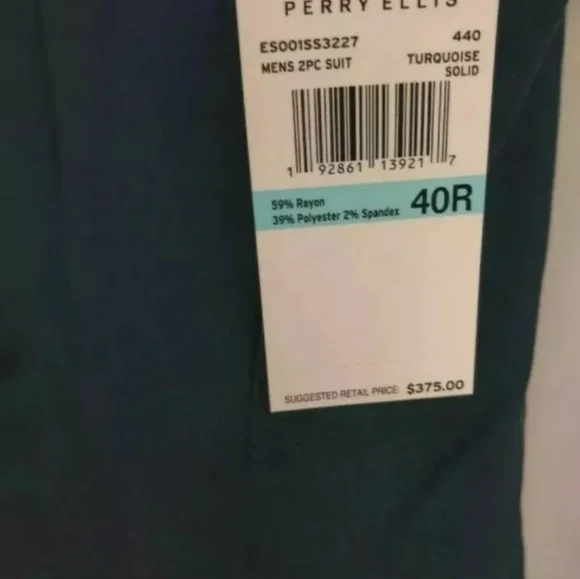 PERRY ELLIS
ES001SS3227 440
MENS 2PC SUIT TURQUOISE
SOLID
1 92861 13921 7
59% Rayon
39% Polyester 2% Spandex 40R
SUGGESTED RETAIL PRICE: $375.00